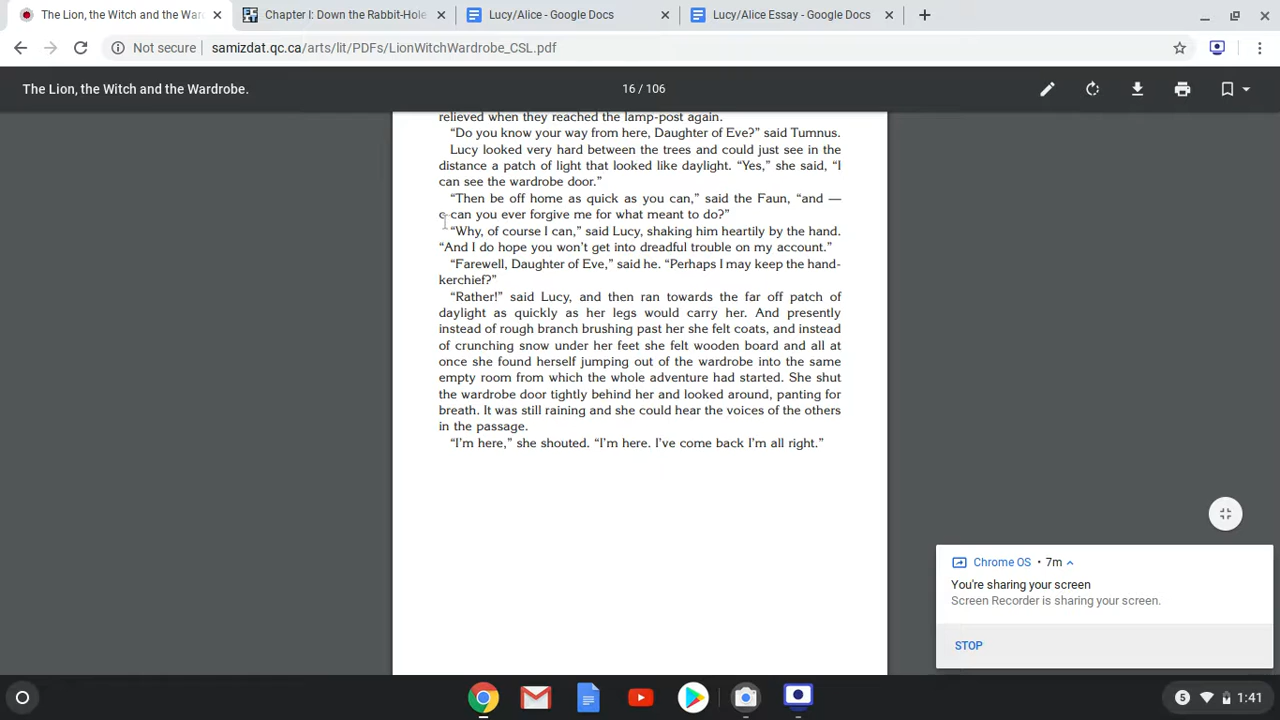 The Lion, the Witch and the War
Chapter I: Down the Rabbit-Hole
Lucy/Alice - Google Docs
Lucy/Alice Essay - Google Docs
Not secure
samizdat.qc.ca/arts/lit/PDFs/LionWitchWardrobe_CSL.pdf
The Lion, the Witch and the Wardrobe.
16 / 106
relieved when they reached the lamp-post again.
“Do you know your way from here, Daughter of Eve?” said Tumnus.
Lucy looked very hard between the trees and could just see in the
distance a patch of light that looked like daylight. “Yes,” she said, “I
can see the wardrobe door.”
“Then be off home as quick as you can,” said the Faun, “and —
c-can you ever forgive me for what meant to do?”
“Why, of course I can,” said Lucy, shaking him heartily by the hand.
“And I do hope you won’t get into dreadful trouble on my account.”
“Farewell, Daughter of Eve,” said he. “Perhaps I may keep the hand-
kerchief?”
“Rather!” said Lucy, and then ran towards the far off patch of
daylight as quickly as her legs would carry her. And presently
instead of rough branch brushing past her she felt coats, and instead
of crunching snow under her feet she felt wooden board and all at
once she found herself jumping out of the wardrobe into the same
empty room from which the whole adventure had started. She shut
the wardrobe door tightly behind her and looked around, panting for
breath. It was still raining and she could hear the voices of the others
in the passage.
“I’m here,” she shouted. “I’m here. I’ve come back I’m all right.”
Chrome OS • 7m
You're sharing your screen
Screen Recorder is sharing your screen.
STOP
5
1:41